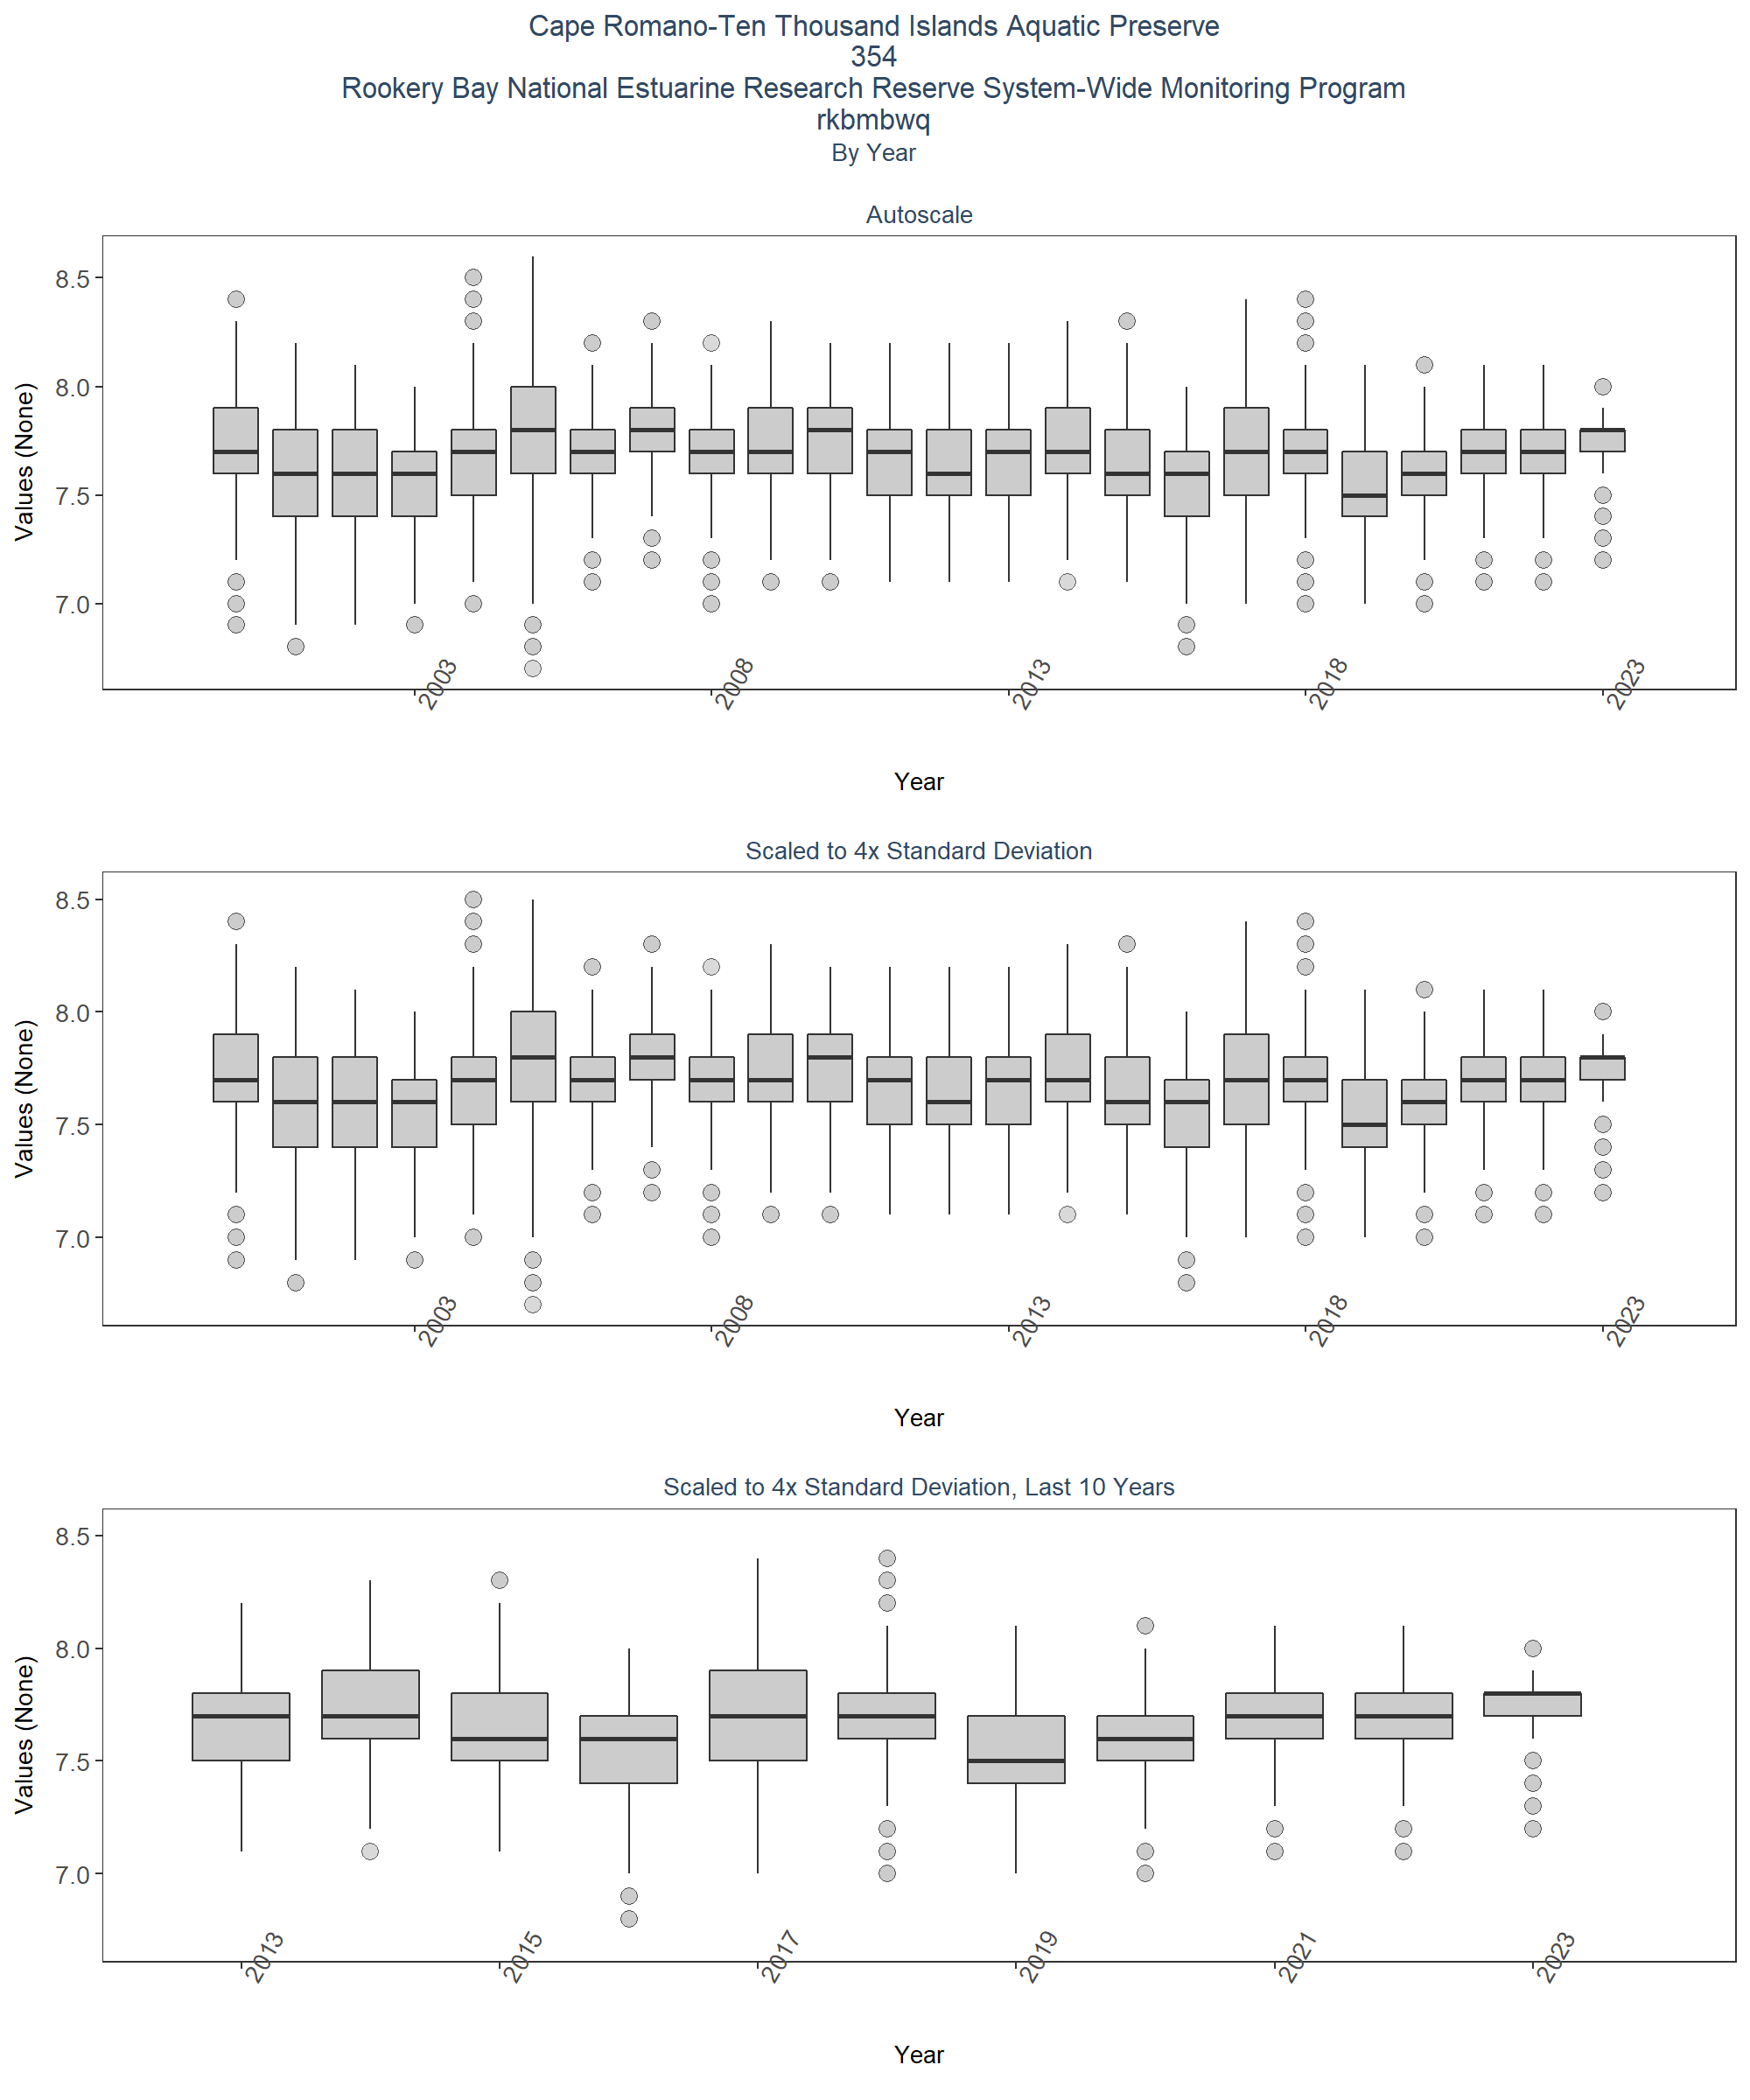 Cape Romano-Ten Thousand Islands Aquatic Preserve
354
Rookery Bay National Estuarine Research Reserve System-Wide Monitoring Program
rkbmbwq
By Year
Autoscale
Values (None)
8.5
8.0
7.5
7.0
2003 2008 2013 2018 2023
Year
Scaled to 4x Standard Deviation
Values (None)
8.5
8.0
7.5
7.0
2003 2008 2013 2018 2023
Year
Scaled to 4x Standard Deviation, Last 10 Years
Values (None)
8.5
8.0
7.5
7.0
2013 2015 2017 2019 2021 2023
Year